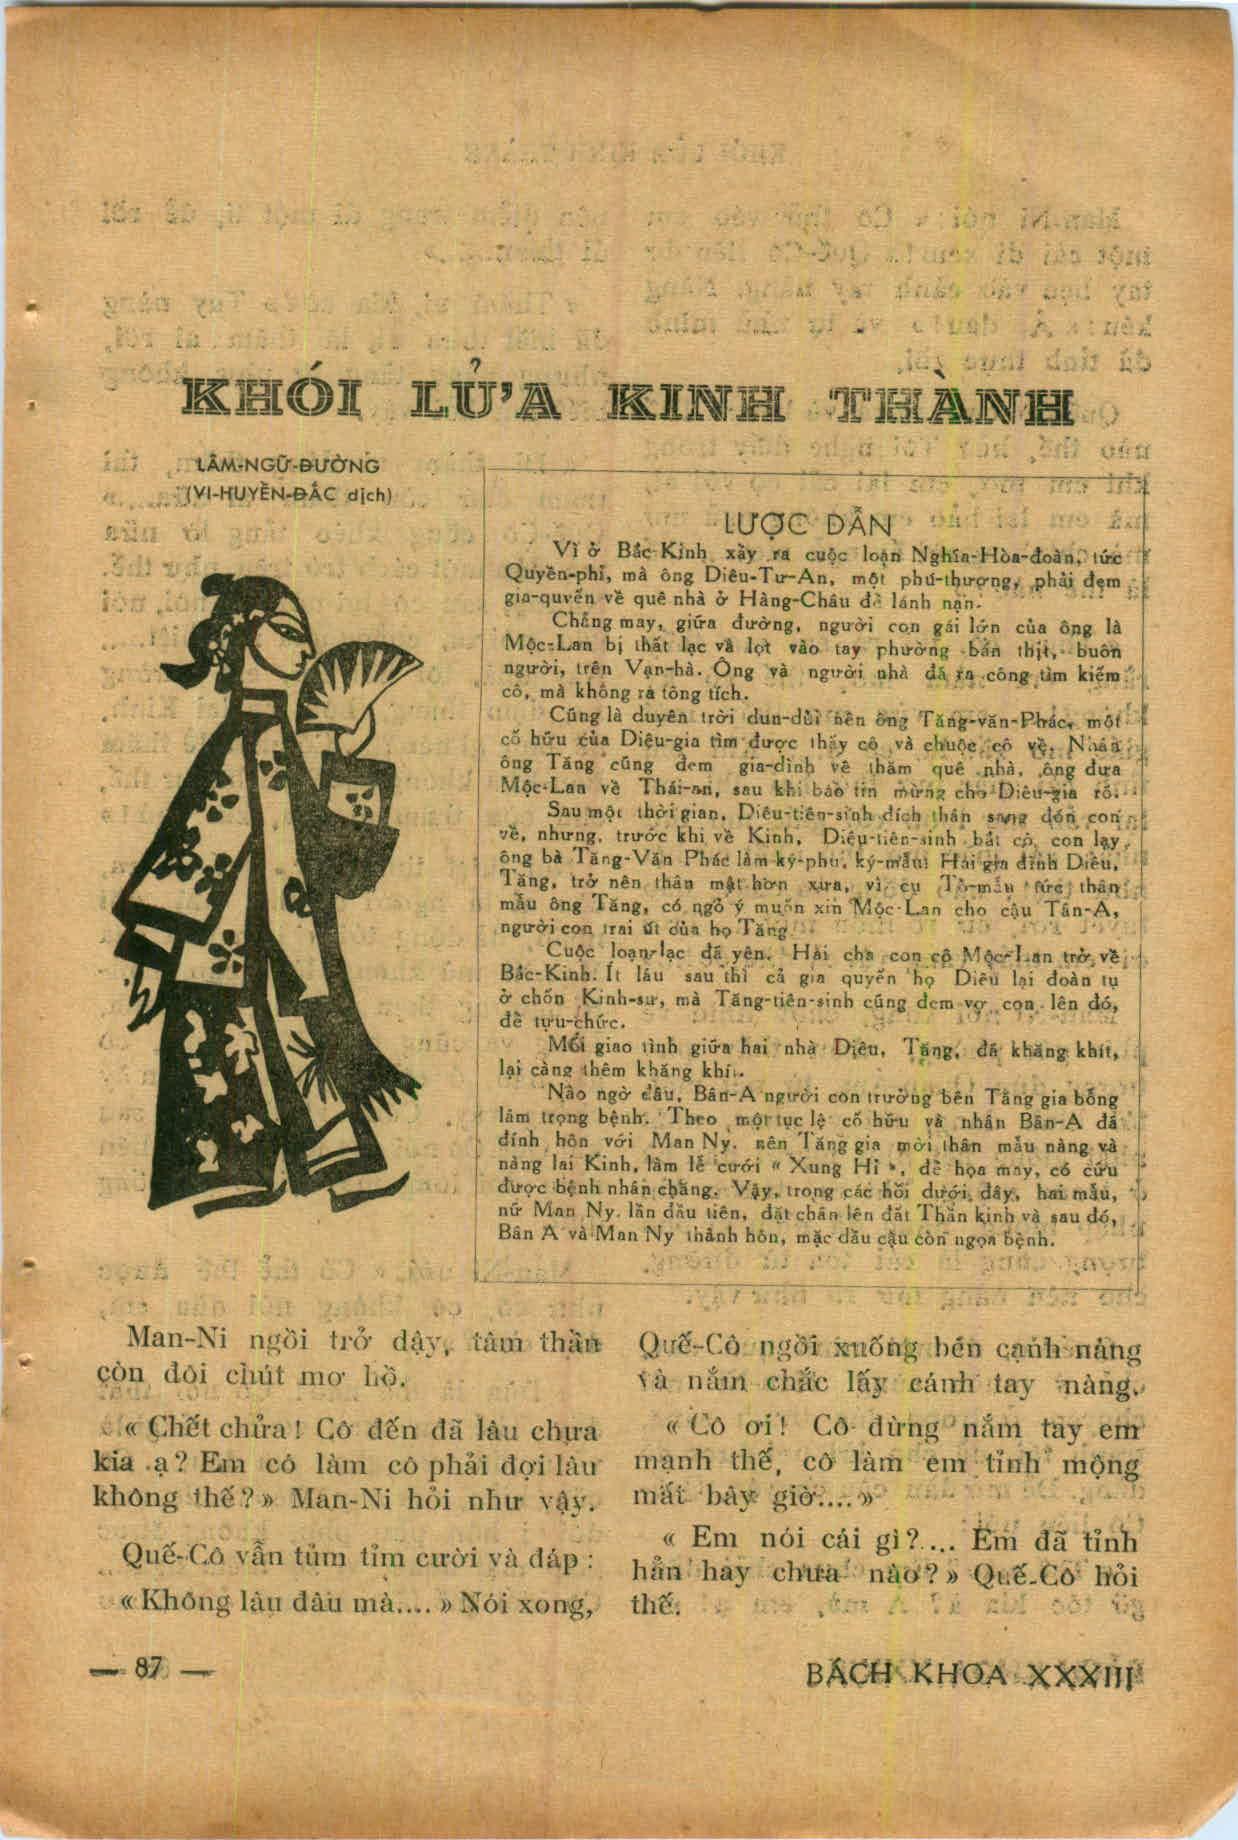 KHÓI LỬA KINH THÀNH
LÂM-NGỮ-ĐƯỜNG
(VI-HUYỀN-ĐẮC dịch)
LƯỢC DẪN
Vì ở Bắc-Kinh xảy ra cuộc loạn Nghĩa-Hòa-đoàn, tức
Quyền-phỉ, mà ông Diêu-Tư-An, một phú-thương, phải đem
gia-quyến về quê nhà ở Hàng-Châu để lánh nạn.
Chẳng may, giữa đường, người con gái lớn của ông là
Mộc-Lan bị thất lạc và lọt vào tay phường bán thịt, buôn
người, trên Vạn-hà. Ông và người nhà đã ra công tìm kiếm
cô, mà không ra tông tích.
Cũng là duyên trời dun-dủi nên ông Tăng-văn-Phác, một
cố hữu của Diêu-gia tìm được thấy cô và chuộc cô về. Nhân
ông Tăng cũng đem gia-đình về thăm quê nhà, ông đưa
Mộc-Lan về Thái-an, sau khi báo tin mừng cho Diêu-gia rõ.
Sau một thời gian, Diêu-tiên-sinh đích thân sang đón con
về, nhưng, trước khi về Kinh, Diêu-tiên-sinh bắt cô con lạy
ông bà Tăng-Văn Phác làm ký-phụ, ký-mẫu. Hai gia đình Diêu,
Tăng, trở nên thân mật hơn xưa, vì cụ Tổ-mẫu tức thân
mẫu ông Tăng, có ngỏ ý muốn xin Mộc-Lan cho cậu Tân-A,
người con trai út của họ Tăng.
Cuộc loạn-lạc đã yên. Hai cha con cô Mộc-Lan trở về
Bắc-Kinh. Ít lâu sau thì cả gia quyến họ Diêu lại đoàn tụ
ở chốn Kinh-sư, mà Tăng-tiên-sinh cũng đem vợ con lên đó,
để tựu-chức.
Mối giao tình giữa hai nhà Diêu, Tăng, đã khăng khít,
lại càng thêm khăng khít.
Nào ngờ đâu, Bân-A người con trưởng bên Tăng gia bỗng
lâm trọng bệnh. Theo một tục lệ cổ hữu và nhận Bân-A đã
đính hôn với Man Ny, nên Tăng gia mời thân mẫu nàng và
nàng lai Kinh, làm lễ cưới « Xung Hỉ », để họa may, có cứu
được bệnh nhân chăng. Vậy, trong các hồi dưới đây, hai mẫu,
nữ Man Ny, lần đầu tiên, đặt chân lên đất Thần kinh và sau đó,
Bân A và Man Ny thành hôn, mặc dầu cậu còn ngọa bệnh.
Man-Ni ngồi trở dậy, tâm thần
còn đôi chút mơ hồ.
« Chết chửa! Cô đến đã lâu chưa
kia ạ? Em có làm cô phải đợi lâu
không thế? » Man-Ni hỏi như vậy.
Quế-Cô vẫn tủm tỉm cười và đáp :
« Không lâu đâu mà.... » Nói xong,
Quế-Cô ngồi xuống bên cạnh nàng
và nắm chắc lấy cánh tay nàng.
« Cô ơi! Cô đừng nắm tay em
mạnh thế, cô làm em tỉnh mộng
mất bây giờ.... »
« Em nói cái gì?.... Em đã tỉnh
hẳn hay chưa nào? » Quế-Cô hỏi
thế.
— 87 —
BÁCH KHOA XXXIII